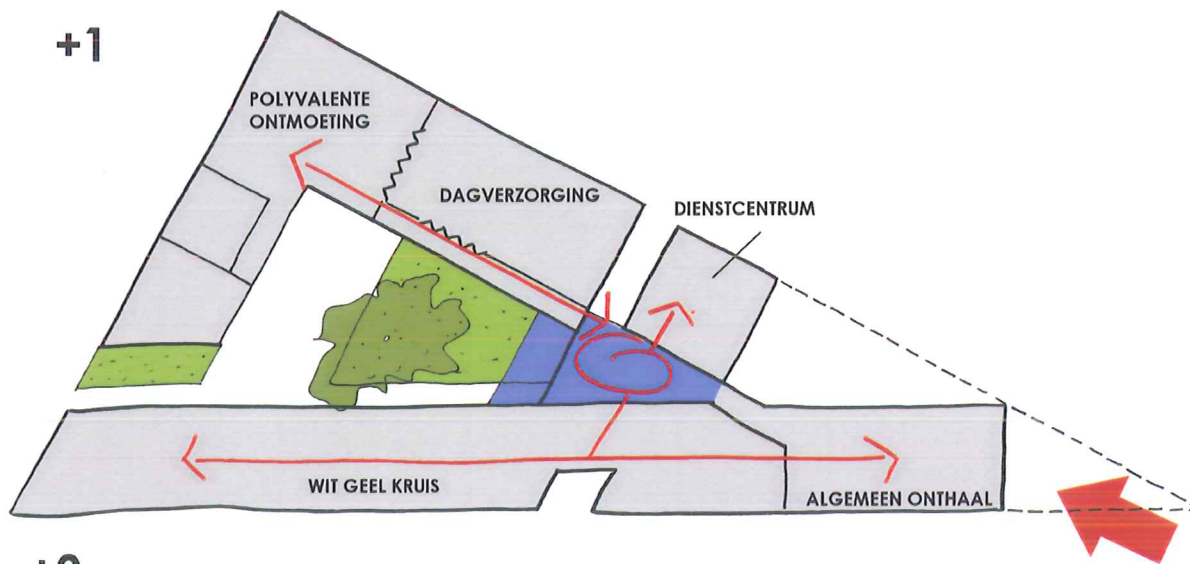 +1
POLYVALENTE
ONTMOETING
DAGVERZORGING
DIENSTCENTRUM
WIT GEEL KRUIS
ALGEMEEN ONTHAAL